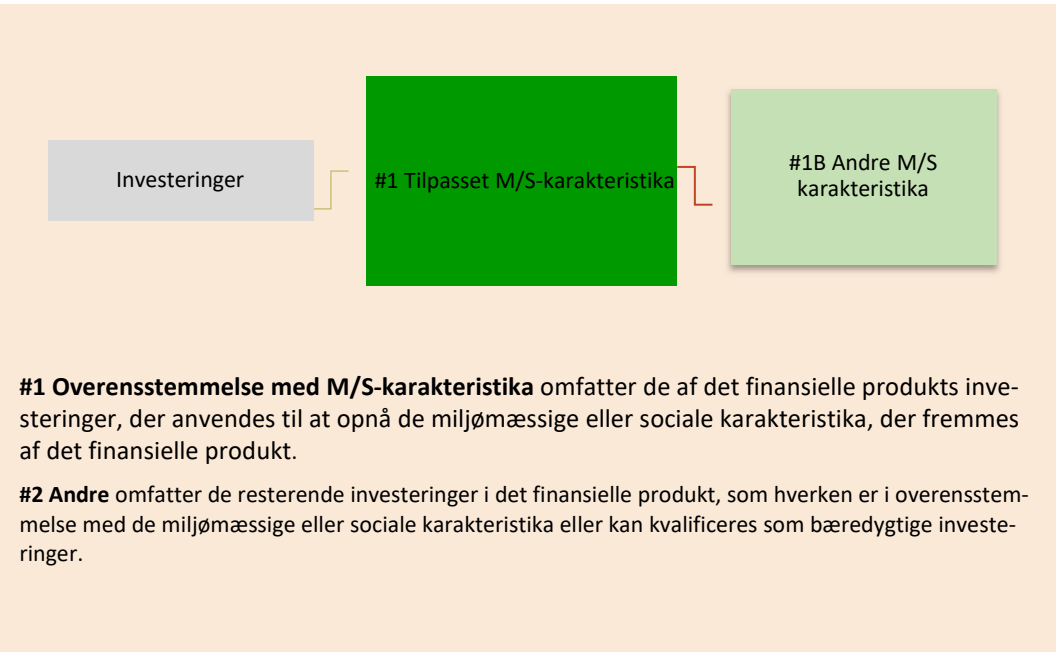 Investeringer
#1 Tilpasset M/S-karakteristika
#1B Andre M/S
karakteristika
#1 Overensstemmelse med M/S-karakteristika omfatter de af det finansielle produkts inve-
steringer, der anvendes til at opnå de miljømæssige eller sociale karakteristika, der fremmes
af det finansielle produkt.
#2 Andre omfatter de resterende investeringer i det finansielle produkt, som hverken er i overensstem-
melse med de miljømæssige eller sociale karakteristika eller kan kvalificeres som bæredygtige investe-
ringer.